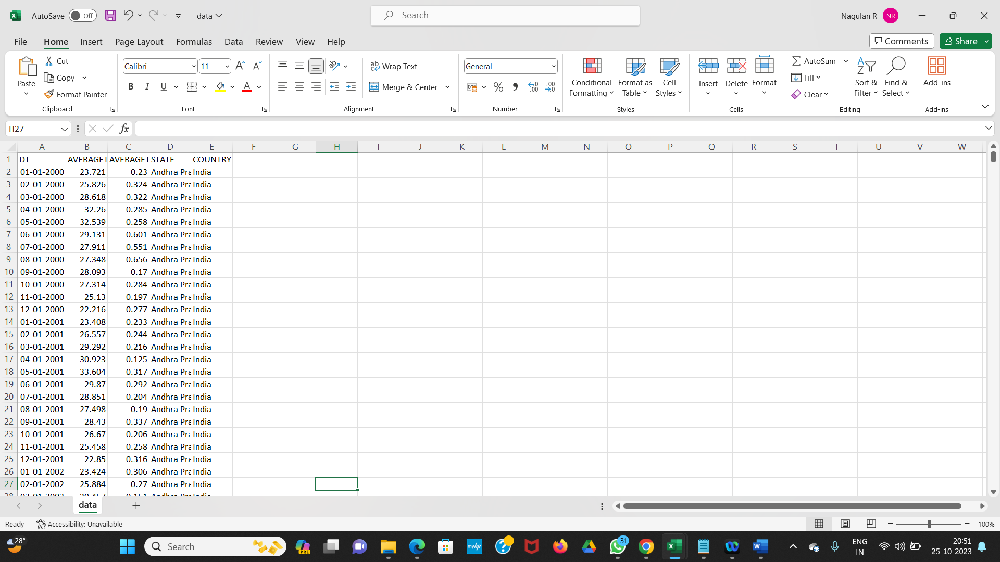 AutoSave Off data Search Nagulan R NR
File Home Insert Page Layout Formulas Data Review View Help Comments Share
Cut
Copy
Format Painter
Paste
Clipboard
Calibri 11
B I U A
Font
Wrap Text
Merge & Center
Alignment
General
% , .00
Number
Conditional Formatting
Format as Table
Cell Styles
Styles
Insert Delete Format
Cells
AutoSum
Fill
Clear
Sort & Filter
Find & Select
Editing
Add-ins
Add-ins
H27 fx
A B C D E F G H I J K L M N O P Q R S T U V W
1 DT AVERAGET AVERAGET STATE COUNTRY
2 01-01-2000 23.721 0.23 Andhra Pra India
3 02-01-2000 25.826 0.324 Andhra Pra India
4 03-01-2000 28.618 0.322 Andhra Pra India
5 04-01-2000 32.26 0.285 Andhra Pra India
6 05-01-2000 32.539 0.258 Andhra Pra India
7 06-01-2000 29.131 0.601 Andhra Pra India
8 07-01-2000 27.911 0.551 Andhra Pra India
9 08-01-2000 27.348 0.656 Andhra Pra India
10 09-01-2000 28.093 0.17 Andhra Pra India
11 10-01-2000 27.314 0.284 Andhra Pra India
12 11-01-2000 25.13 0.197 Andhra Pra India
13 12-01-2000 22.216 0.277 Andhra Pra India
14 01-01-2001 23.408 0.233 Andhra Pra India
15 02-01-2001 26.557 0.244 Andhra Pra India
16 03-01-2001 29.292 0.216 Andhra Pra India
17 04-01-2001 30.923 0.125 Andhra Pra India
18 05-01-2001 33.604 0.317 Andhra Pra India
19 06-01-2001 29.87 0.292 Andhra Pra India
20 07-01-2001 28.851 0.204 Andhra Pra India
21 08-01-2001 27.498 0.19 Andhra Pra India
22 09-01-2001 28.43 0.337 Andhra Pra India
23 10-01-2001 26.67 0.206 Andhra Pra India
24 11-01-2001 25.458 0.258 Andhra Pra India
25 12-01-2001 22.85 0.316 Andhra Pra India
26 01-01-2002 23.424 0.306 Andhra Pra India
27 02-01-2002 25.884 0.27 Andhra Pra India
data
Ready Accessibility: Unavailable 100%
28° Search PRE myhp 31 ENG 20:51
IN 25-10-2023